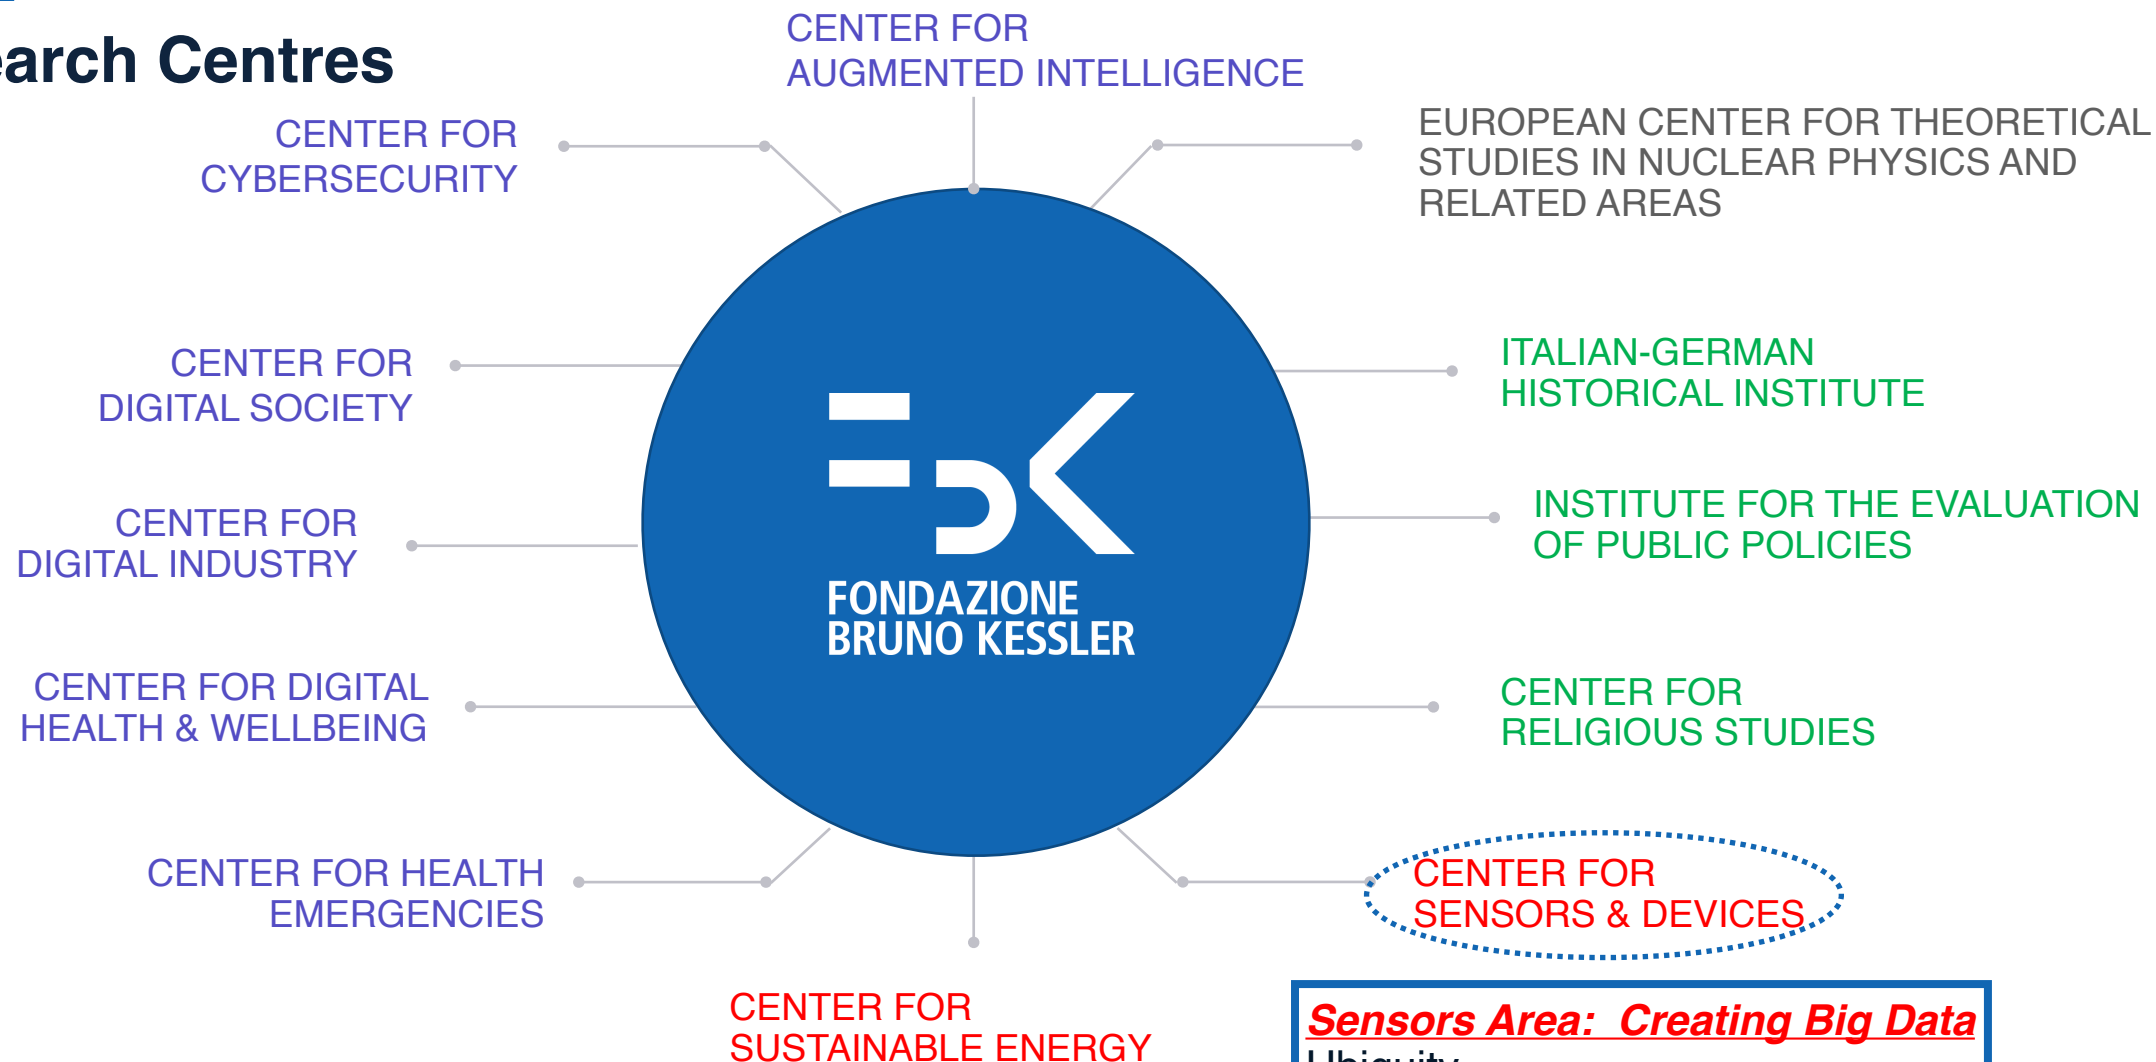 arch Centres
CENTER FOR
AUGMENTED INTELLIGENCE
CENTER FOR
CYBERSECURITY
EUROPEAN CENTER FOR THEORETICAL
STUDIES IN NUCLEAR PHYSICS AND
RELATED AREAS
CENTER FOR
DIGITAL SOCIETY
ITALIAN-GERMAN
HISTORICAL INSTITUTE
CENTER FOR
DIGITAL INDUSTRY
INSTITUTE FOR THE EVALUATION
OF PUBLIC POLICIES
FBK
FONDAZIONE
BRUNO KESSLER
CENTER FOR DIGITAL
HEALTH & WELLBEING
CENTER FOR
RELIGIOUS STUDIES
CENTER FOR HEALTH
EMERGENCIES
CENTER FOR
SENSORS & DEVICES
CENTER FOR
SUSTAINABLE ENERGY
Sensors Area: Creating Big Data
Ubiquity